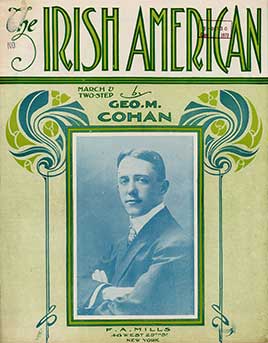 The
IRISH AMERICAN
MARCH & by
TWO-STEP
GEO. M.
COHAN
F. A. MILLS
48 WEST 29TH ST
NEW YORK